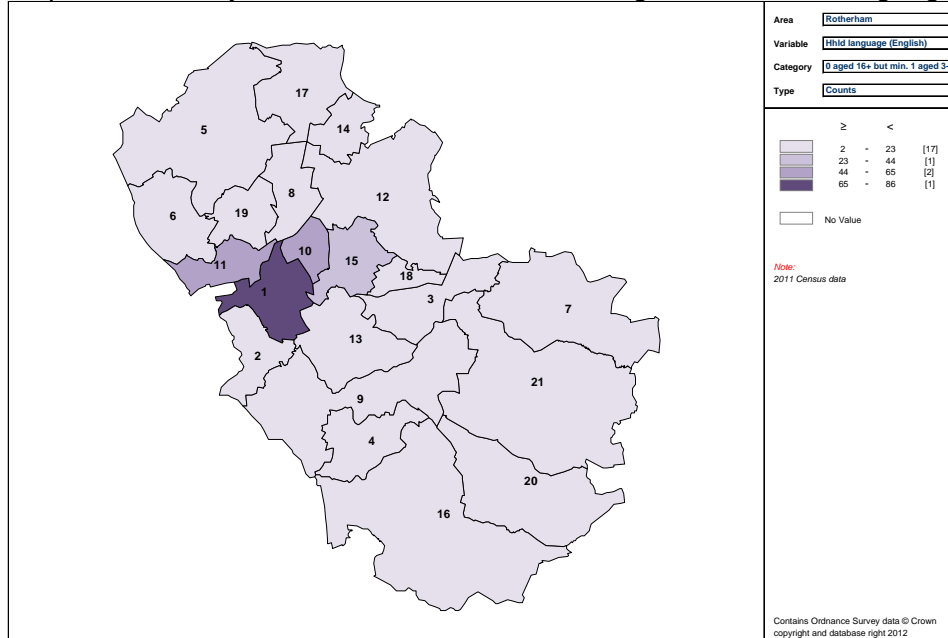 Area Rotherham
Variable Hhld language (English)
Category 0 aged 16+ but min. 1 aged 3-
Type Counts
≥ <
2 - 23 [17]
23 - 44 [1]
44 - 65 [2]
65 - 86 [1]
No Value
Note:
2011 Census data
17
5
14
8
12
6
19
10
11
15
18
1
3
7
13
2
21
9
4
20
16
Contains Ordnance Survey data © Crown
copyright and database right 2012